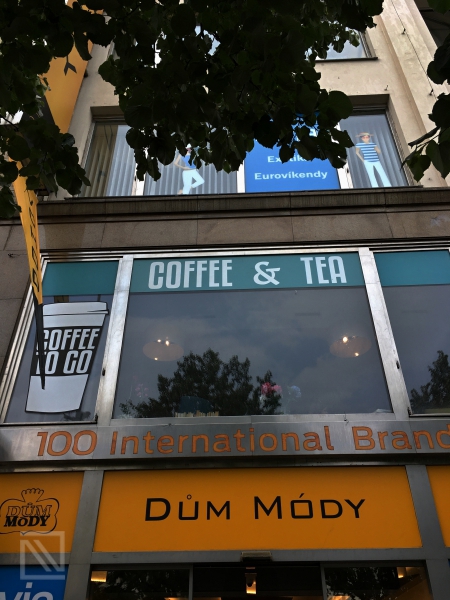 Eurovíkendy
COFFEE & TEA
COFFEE
TO GO
100 International Brand
DŮM MÓDY
DŮM
MÓDY